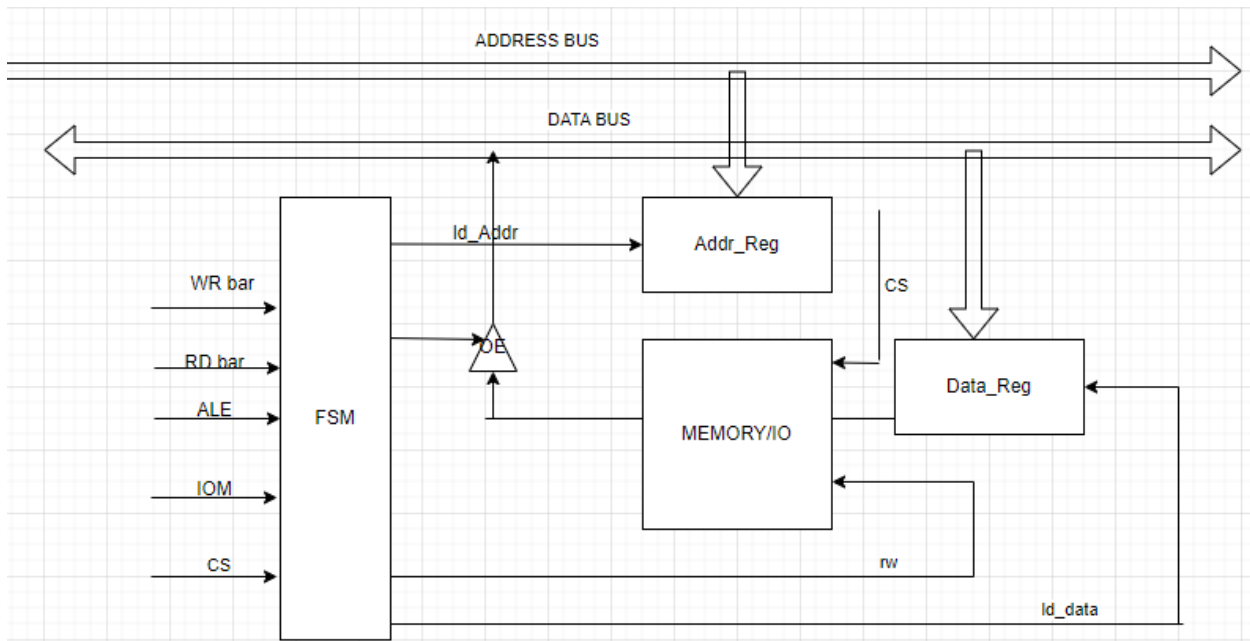 ADDRESS BUS
DATA BUS
ld_Addr
Addr_Reg
WR bar
CS
OE
RD bar
Data_Reg
ALE
FSM
MEMORY/IO
IOM
CS
rw
ld_data